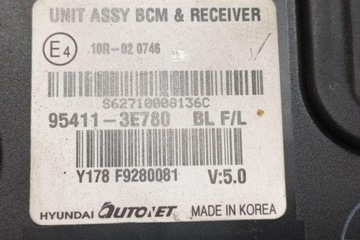 UNIT ASSY BCM & RECEIVER
E4 10R-02 0746
S62710008136C
95411-3E780 BL F/L
Y178 F9280081 V:5.0
HYUNDAI AUTONET MADE IN KOREA